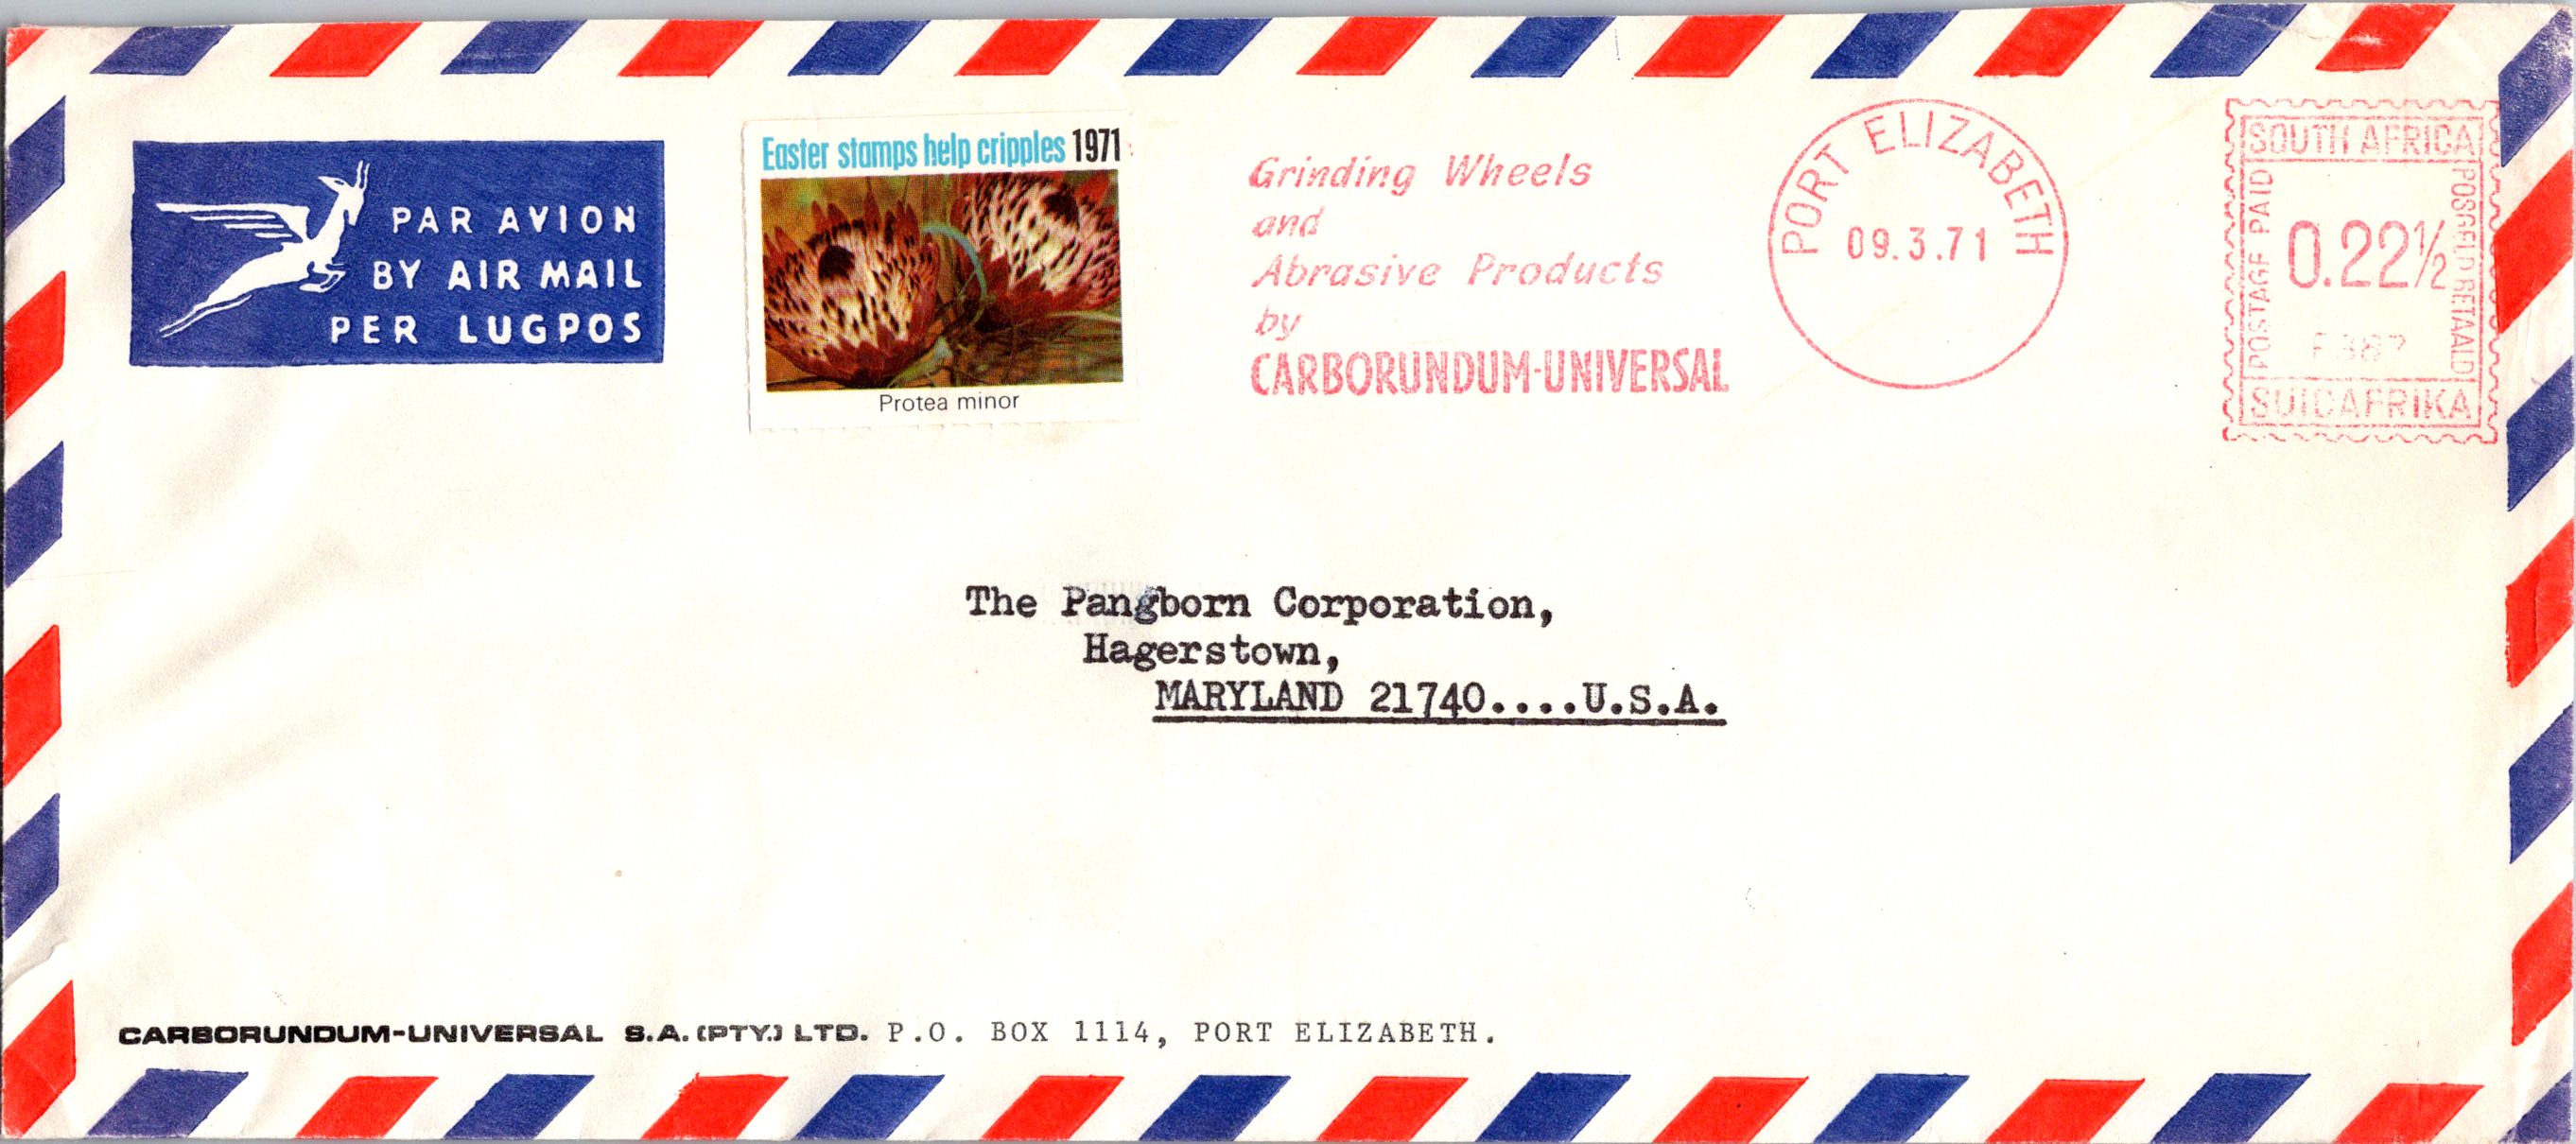 PAR AVION
BY AIR MAIL
PER LUGPOS
Easter stamps help cripples 1971
Protea minor
Grinding Wheels
and
Abrasive Products
by
CARBORUNDUM-UNIVERSAL
PORT ELIZABETH
09.3.71
SOUTH AFRICA
POSTAGE PAID
0.22½
POSGELD BETAALD
SUIDAFRIKA
The Pangborn Corporation,
Hagerstown,
MARYLAND 21740....U.S.A.
CARBORUNDUM-UNIVERSAL S.A. (PTY.) LTD. P.O. BOX 1114, PORT ELIZABETH.